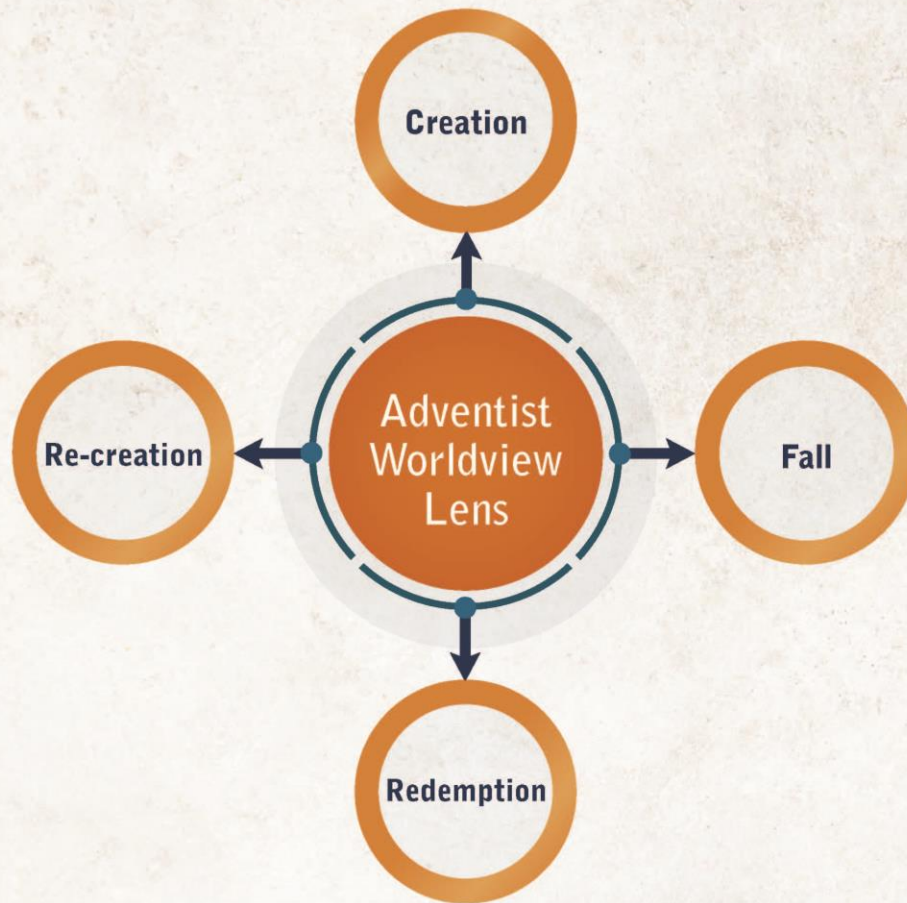 Creation
Adventist
Worldview
Lens
Re-creation
Fall
Redemption